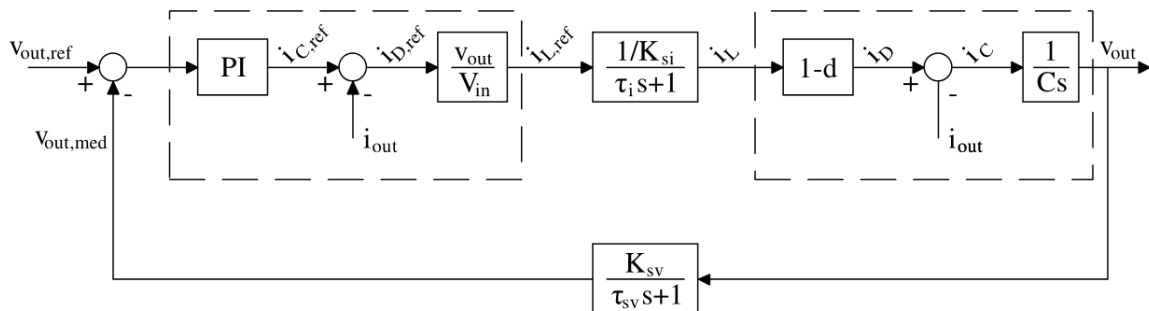 v_out,ref
+
-
PI
i_C,ref
+
-
i_out
i_D,ref
v_out
V_in
i_L,ref
1/K_si
τ_i s+1
i_L
1-d
i_D
+
-
i_out
i_C
1
Cs
v_out
v_out,med
K_sv
τ_sv s+1